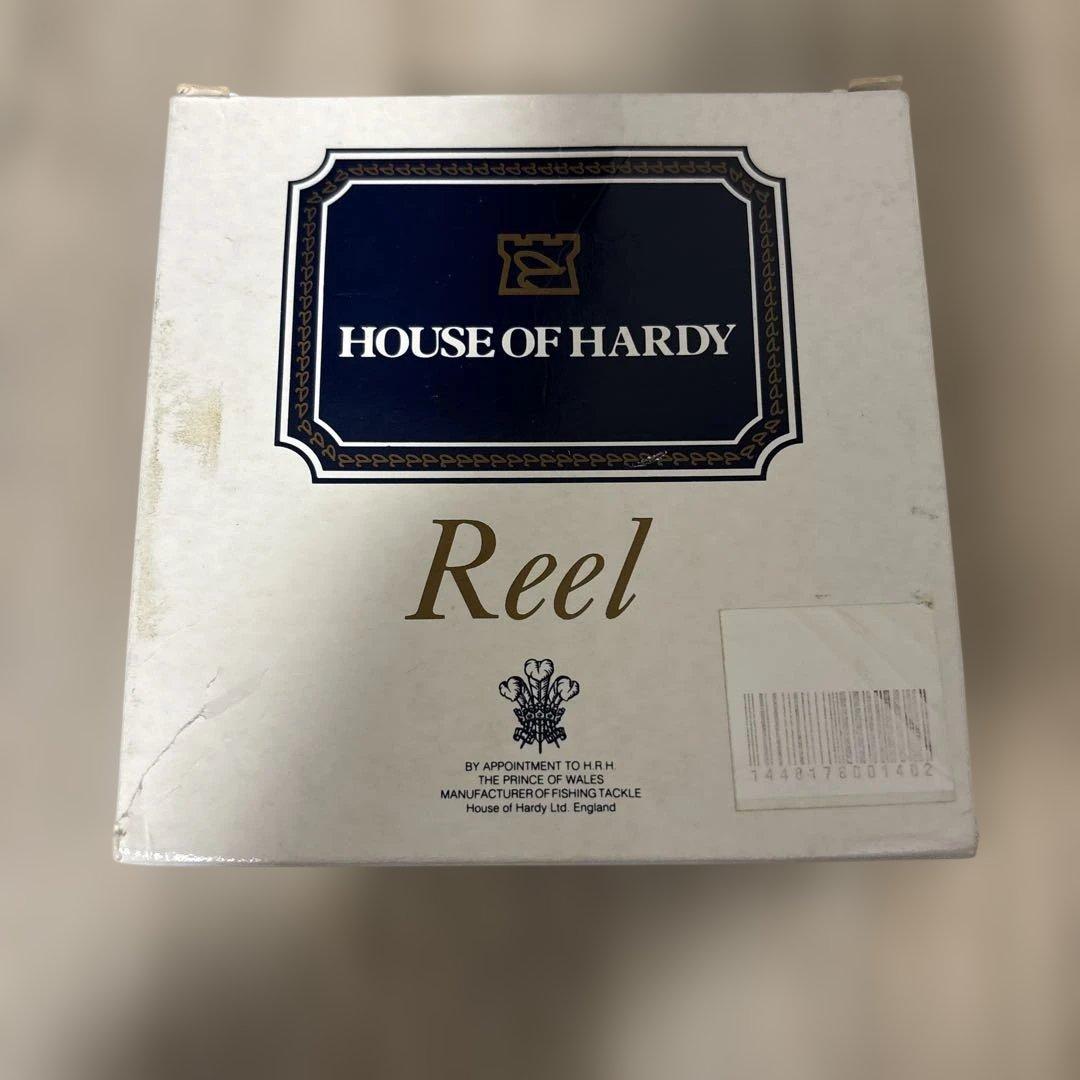 HOUSE OF HARDY
Reel
BY APPOINTMENT TO H.R.H.
THE PRINCE OF WALES
MANUFACTURER OF FISHING TACKLE
House of Hardy Ltd. England